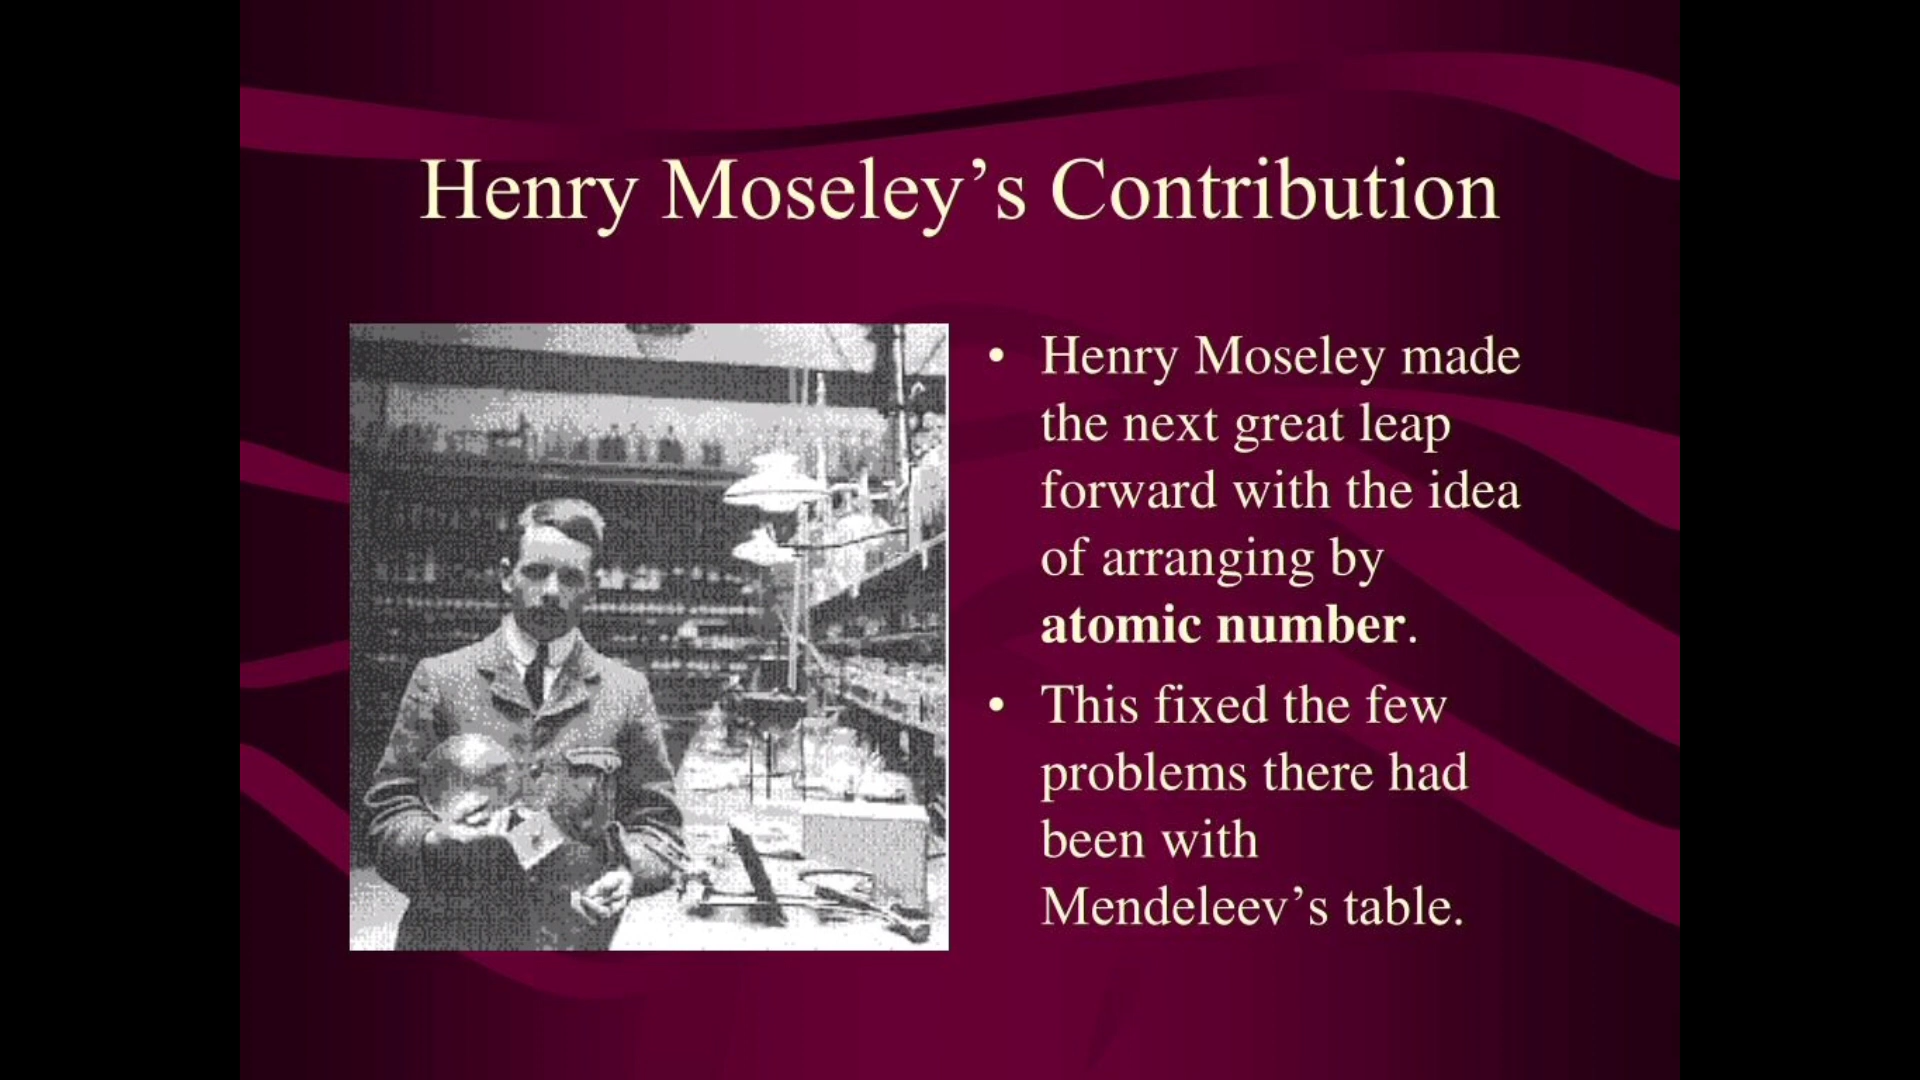 Henry Moseley’s Contribution
• Henry Moseley made
the next great leap
forward with the idea
of arranging by
atomic number.
• This fixed the few
problems there had
been with
Mendeleev’s table.